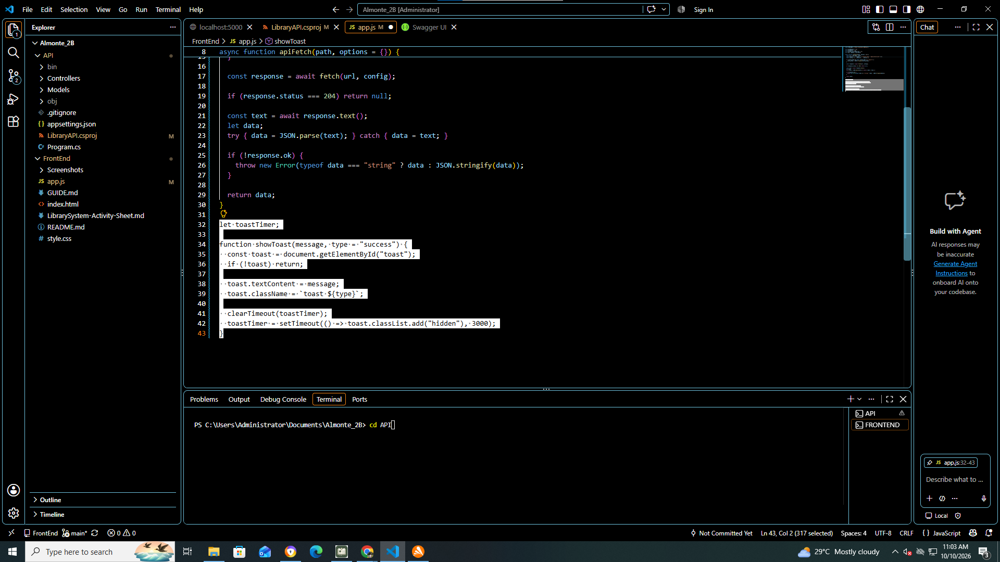 File Edit Selection View Go Run Terminal Help
Almonte_2B [Administrator]
Sign In
Explorer
localhost:5000
LibraryAPI.csproj M
JS app.js M
Swagger UI
Chat
FrontEnd > JS app.js > showToast
Almonte_2B
API
bin
Controllers
Models
obj
.gitignore
appsettings.json
LibraryAPI.csproj M
Program.cs
FrontEnd
Screenshots
JS app.js M
GUIDE.md
index.html
LibrarySystem-Activity-Sheet.md
README.md
style.css
Outline
Timeline
8 async function apiFetch(path, options = {}) {
16
17 const response = await fetch(url, config);
18
19 if (response.status === 204) return null;
20
21 const text = await response.text();
22 let data;
23 try { data = JSON.parse(text); } catch { data = text; }
24
25 if (!response.ok) {
26 throw new Error(typeof data === "string" ? data : JSON.stringify(data));
27 }
28
29 return data;
30 }
31
32 let toastTimer;
33
34 function showToast(message, type = "success") {
35 const toast = document.getElementById("toast");
36 if (!toast) return;
37
38 toast.textContent = message;
39 toast.className = `toast ${type}`;
40
41 clearTimeout(toastTimer);
42 toastTimer = setTimeout(() => toast.classList.add("hidden"), 3000);
43 }
Problems Output Debug Console Terminal Ports
PS C:\Users\Administrator\Documents\Almonte_2B> cd API
API
FRONTEND
Build with Agent
AI responses may
be inaccurate
Generate Agent
Instructions to
onboard AI onto
your codebase.
JS app.js:32-43
Describe what to ...
Local
FrontEnd main* 0 0
Not Committed Yet Ln 43, Col 2 (317 selected) Spaces: 4 UTF-8 CRLF { } JavaScript
Type here to search
29°C Mostly cloudy
11:03 AM
10/10/2026
3